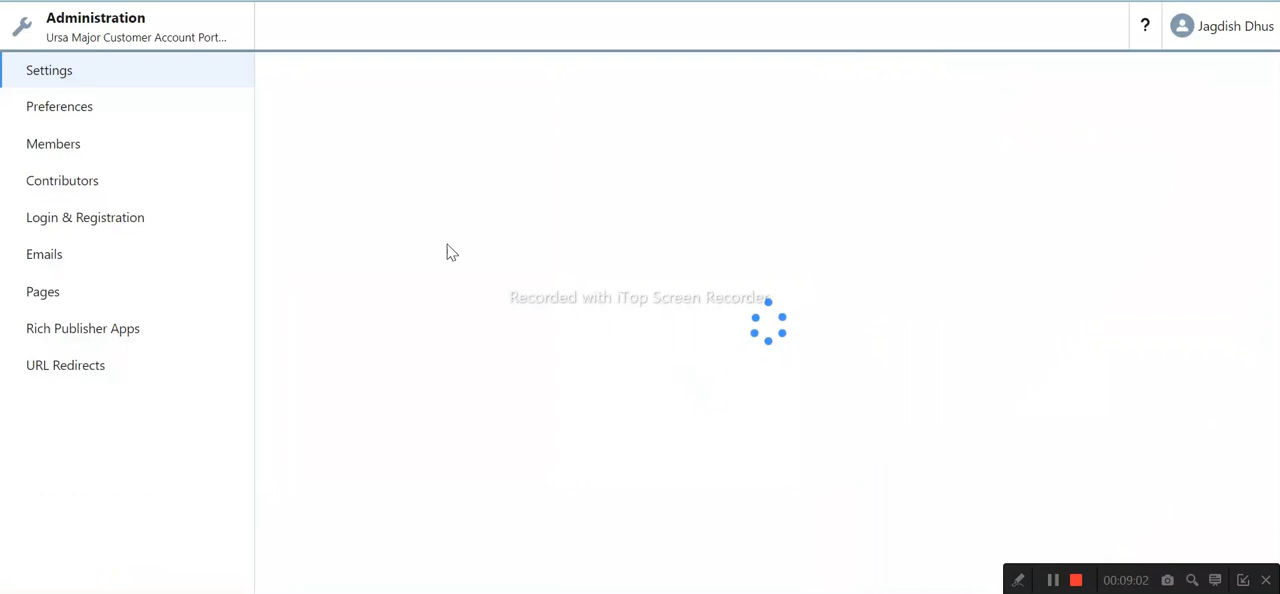 Administration
Ursa Major Customer Account Port...
?
Jagdish Dhus
Settings
Preferences
Members
Contributors
Login & Registration
Emails
Pages
Rich Publisher Apps
URL Redirects
Recorded with iTop Screen Recorder
00:09:02